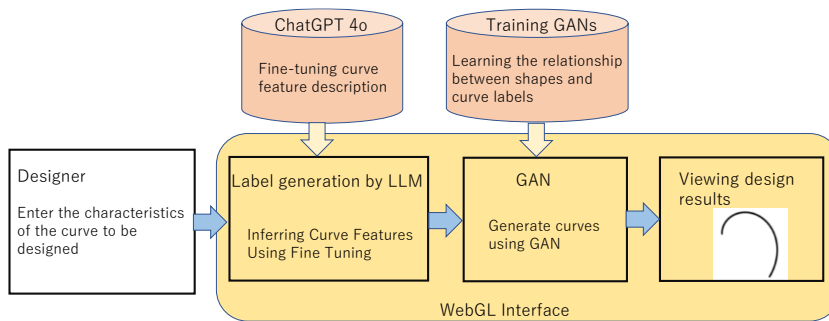 ChatGPT 4o
Fine-tuning curve
feature description
Training GANs
Learning the relationship
between shapes and
curve labels
Designer
Enter the characteristics
of the curve to be
designed
Label generation by LLM
Inferring Curve Features
Using Fine Tuning
GAN
Generate curves
using GAN
Viewing design
results
WebGL Interface